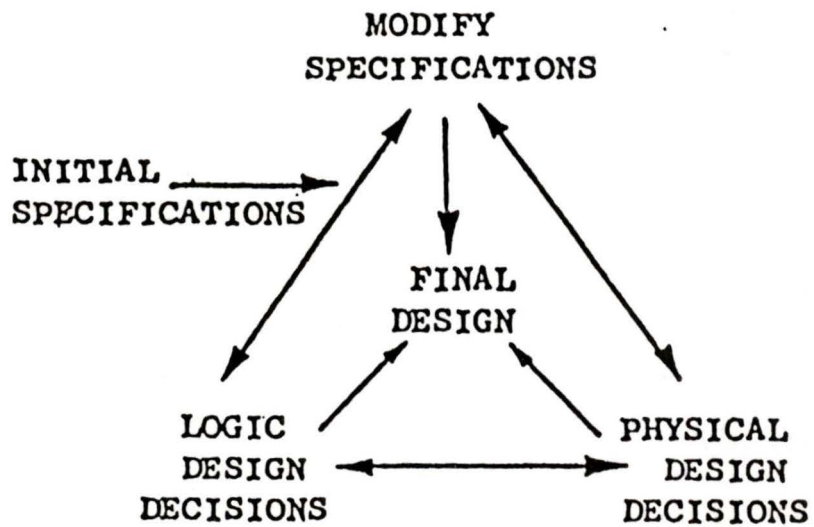 MODIFY
SPECIFICATIONS
INITIAL
SPECIFICATIONS
FINAL
DESIGN
LOGIC
DESIGN
DECISIONS
PHYSICAL
DESIGN
DECISIONS